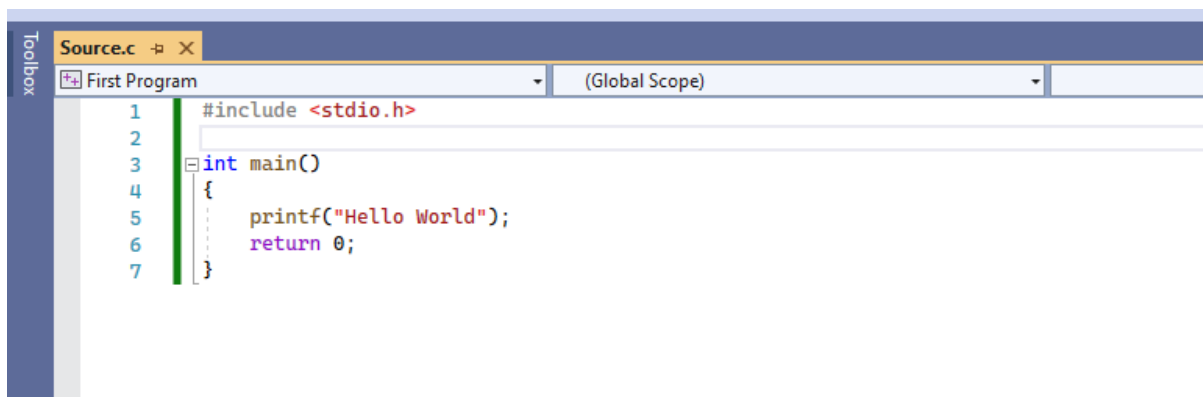 Toolbox
Source.c
First Program (Global Scope)
1 #include <stdio.h>
2
3 int main()
4 {
5 printf("Hello World");
6 return 0;
7 }